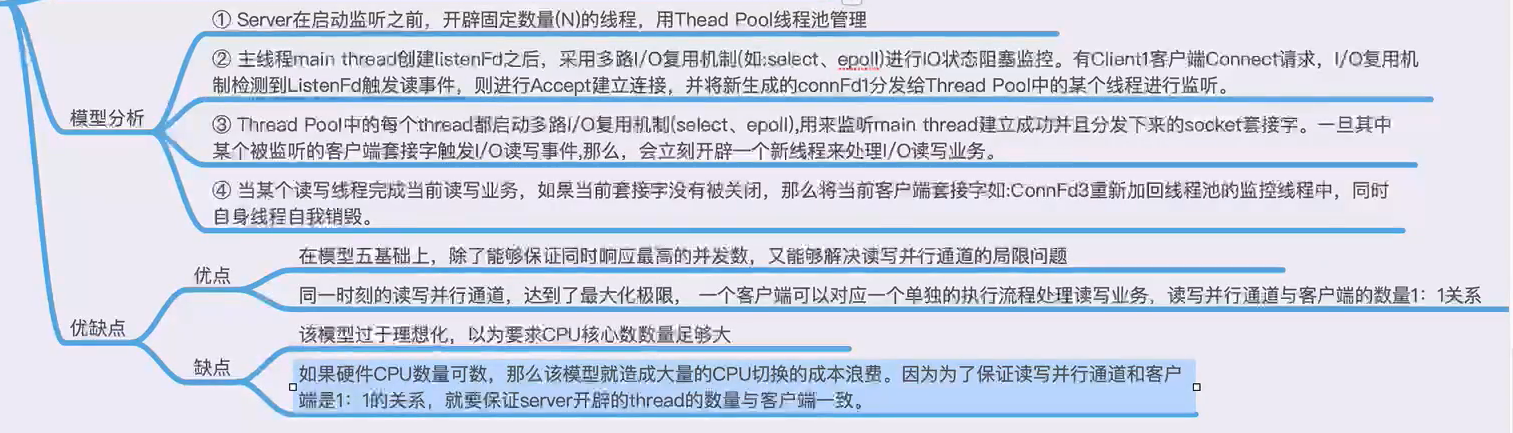 ① Server在启动监听之前，开辟固定数量(N)的线程，用Thead Pool线程池管理
② 主线程main thread创建listenFd之后，采用多路I/O复用机制(如:select、epoll)进行IO状态阻塞监控。有Client1客户端Connect请求，I/O复用机
制检测到ListenFd触发读事件，则进行Accept建立连接，并将新生成的connFd1分发给Thread Pool中的某个线程进行监听。
模型分析
③ Thread Pool中的每个thread都启动多路I/O复用机制(select、epoll),用来监听main thread建立成功并且分发下来的socket套接字。一旦其中
某个被监听的客户端套接字触发I/O读写事件,那么，会立刻开辟一个新线程来处理I/O读写业务。
④ 当某个读写线程完成当前读写业务，如果当前套接字没有被关闭，那么将当前客户端套接字如:ConnFd3重新加回线程池的监控线程中，同时
自身线程自我销毁。
优缺点
优点
在模型五基础上，除了能够保证同时响应最高的并发数，又能够解决读写并行通道的局限问题
同一时刻的读写并行通道，达到了最大化极限， 一个客户端可以对应一个单独的执行流程处理读写业务，读写并行通道与客户端的数量1：1关系
缺点
该模型过于理想化，以为要求CPU核心数数量足够大
如果硬件CPU数量可数，那么该模型就造成大量的CPU切换的成本浪费。因为为了保证读写并行通道和客户
端是1：1的关系，就要保证server开辟的thread的数量与客户端一致。